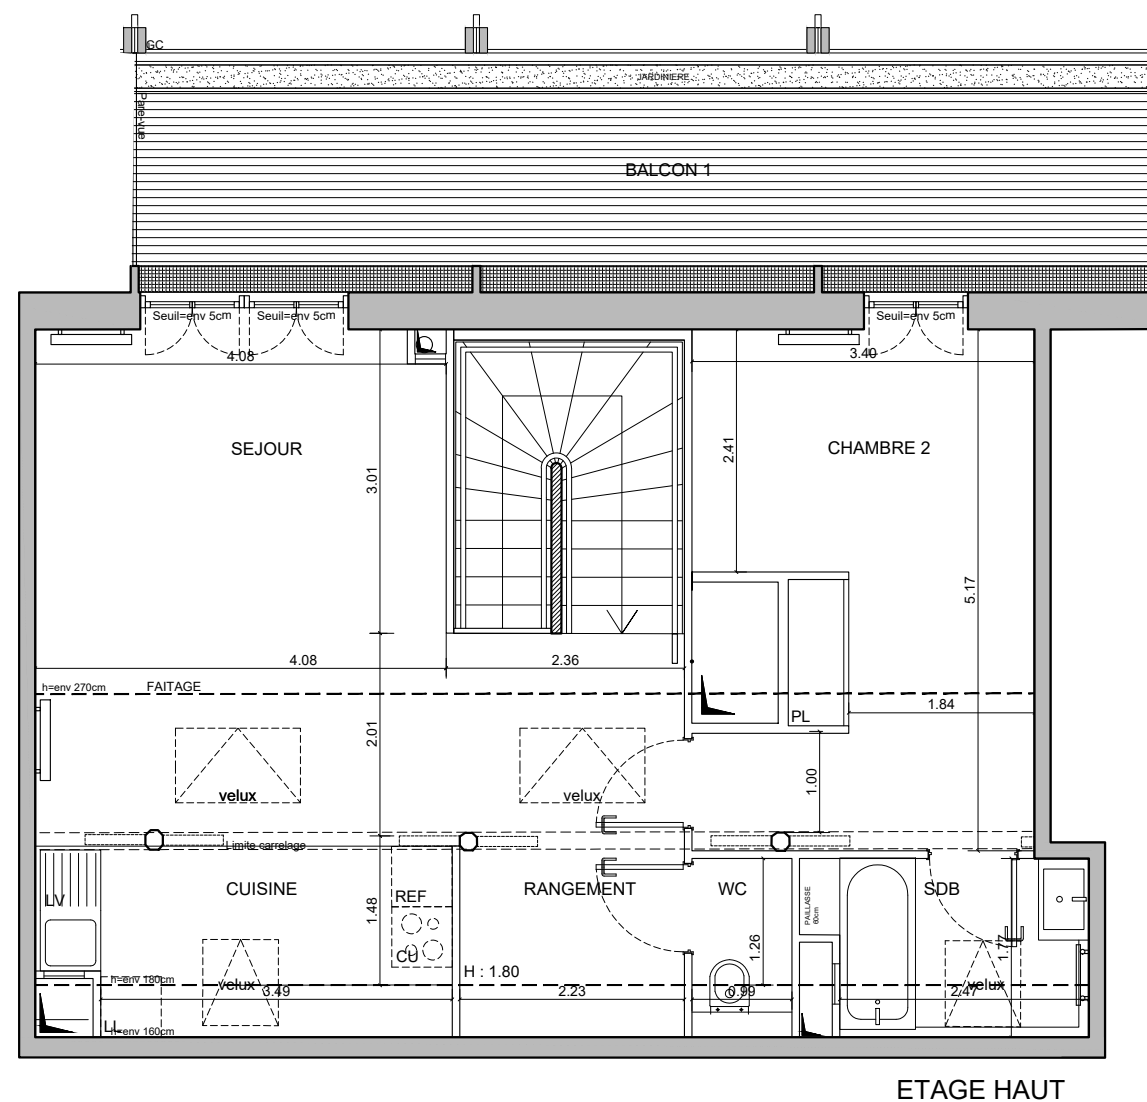 GC
JARDINIERE
Pare-vue
BALCON 1
Seuil=env 5cm
Seuil=env 5cm
Seuil=env 5cm
4.08
3.40
SEJOUR
3.01
2.41
CHAMBRE 2
5.17
4.08
2.36
h=env 270cm
FAITAGE
1.84
PL
2.01
1.00
velux
velux
Limite carrelage
CUISINE
RANGEMENT
WC
SDB
LV
REF
1.48
PAILLASSE
60cm
CU
1.26
1.77
H : 1.80
h=env 180cm
velux
velux
3.49
2.23
0.99
2.47
LL
h=env 160cm
ETAGE HAUT